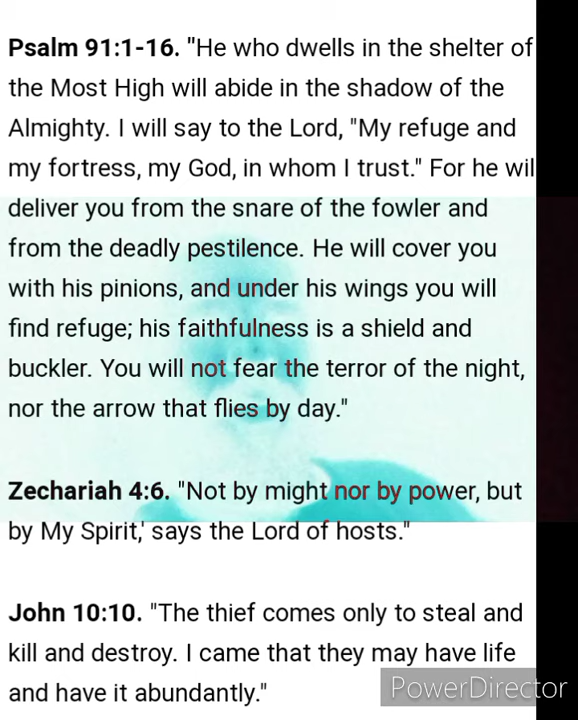 Psalm 91:1-16. "He who dwells in the shelter of
the Most High will abide in the shadow of the
Almighty. I will say to the Lord, "My refuge and
my fortress, my God, in whom I trust." For he wil
deliver you from the snare of the fowler and
from the deadly pestilence. He will cover you
with his pinions, and under his wings you will
find refuge; his faithfulness is a shield and
buckler. You will not fear the terror of the night,
nor the arrow that flies by day."
Zechariah 4:6. "Not by might nor by power, but
by My Spirit,' says the Lord of hosts."
John 10:10. "The thief comes only to steal and
kill and destroy. I came that they may have life
and have it abundantly."
PowerDirector